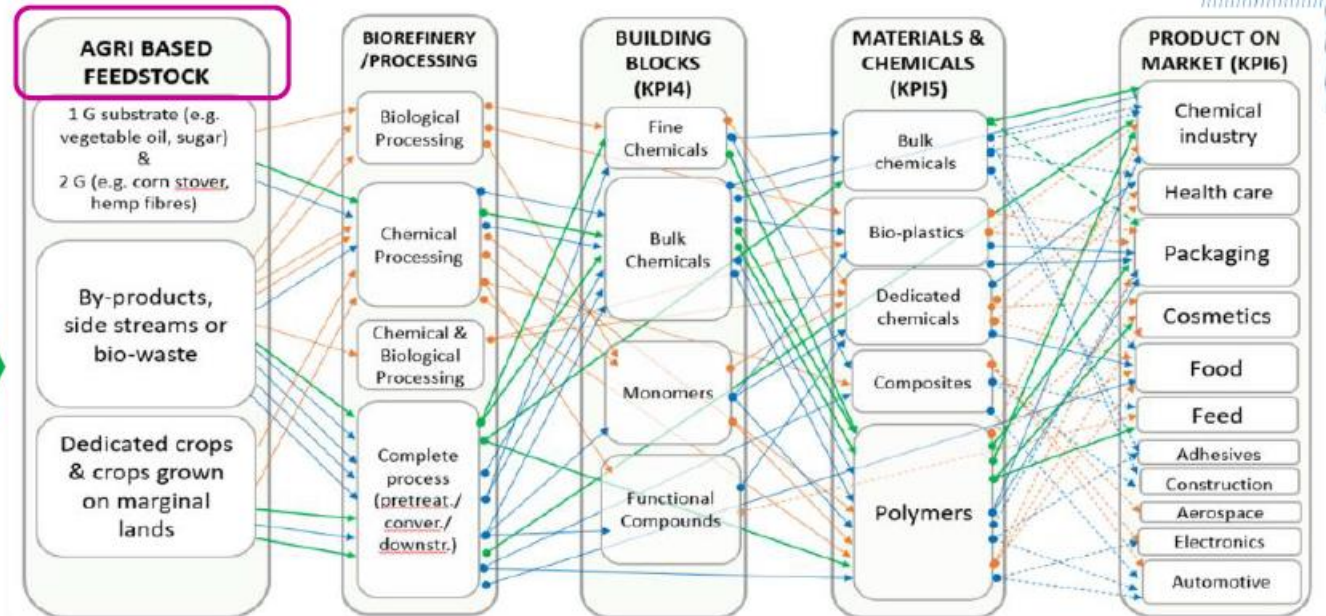 AGRI BASED
FEEDSTOCK
1 G substrate (e.g.
vegetable oil, sugar)
&
2 G (e.g. corn stover,
hemp fibres)
By-products,
side streams or
bio-waste
Dedicated crops
& crops grown
on marginal
lands
BIOREFINERY
/PROCESSING
Biological
Processing
Chemical
Processing
Chemical &
Biological
Processing
Complete
process
(pretreat./
conver./
downstr.)
BUILDING
BLOCKS
(KPI4)
Fine
Chemicals
Bulk
Chemicals
Monomers
Functional
Compounds
MATERIALS &
CHEMICALS
(KPI5)
Bulk
chemicals
Bio-plastics
Dedicated
chemicals
Composites
Polymers
PRODUCT ON
MARKET (KPI6)
Chemical
industry
Health care
Packaging
Cosmetics
Food
Feed
Adhesives
Construction
Aerospace
Electronics
Automotive